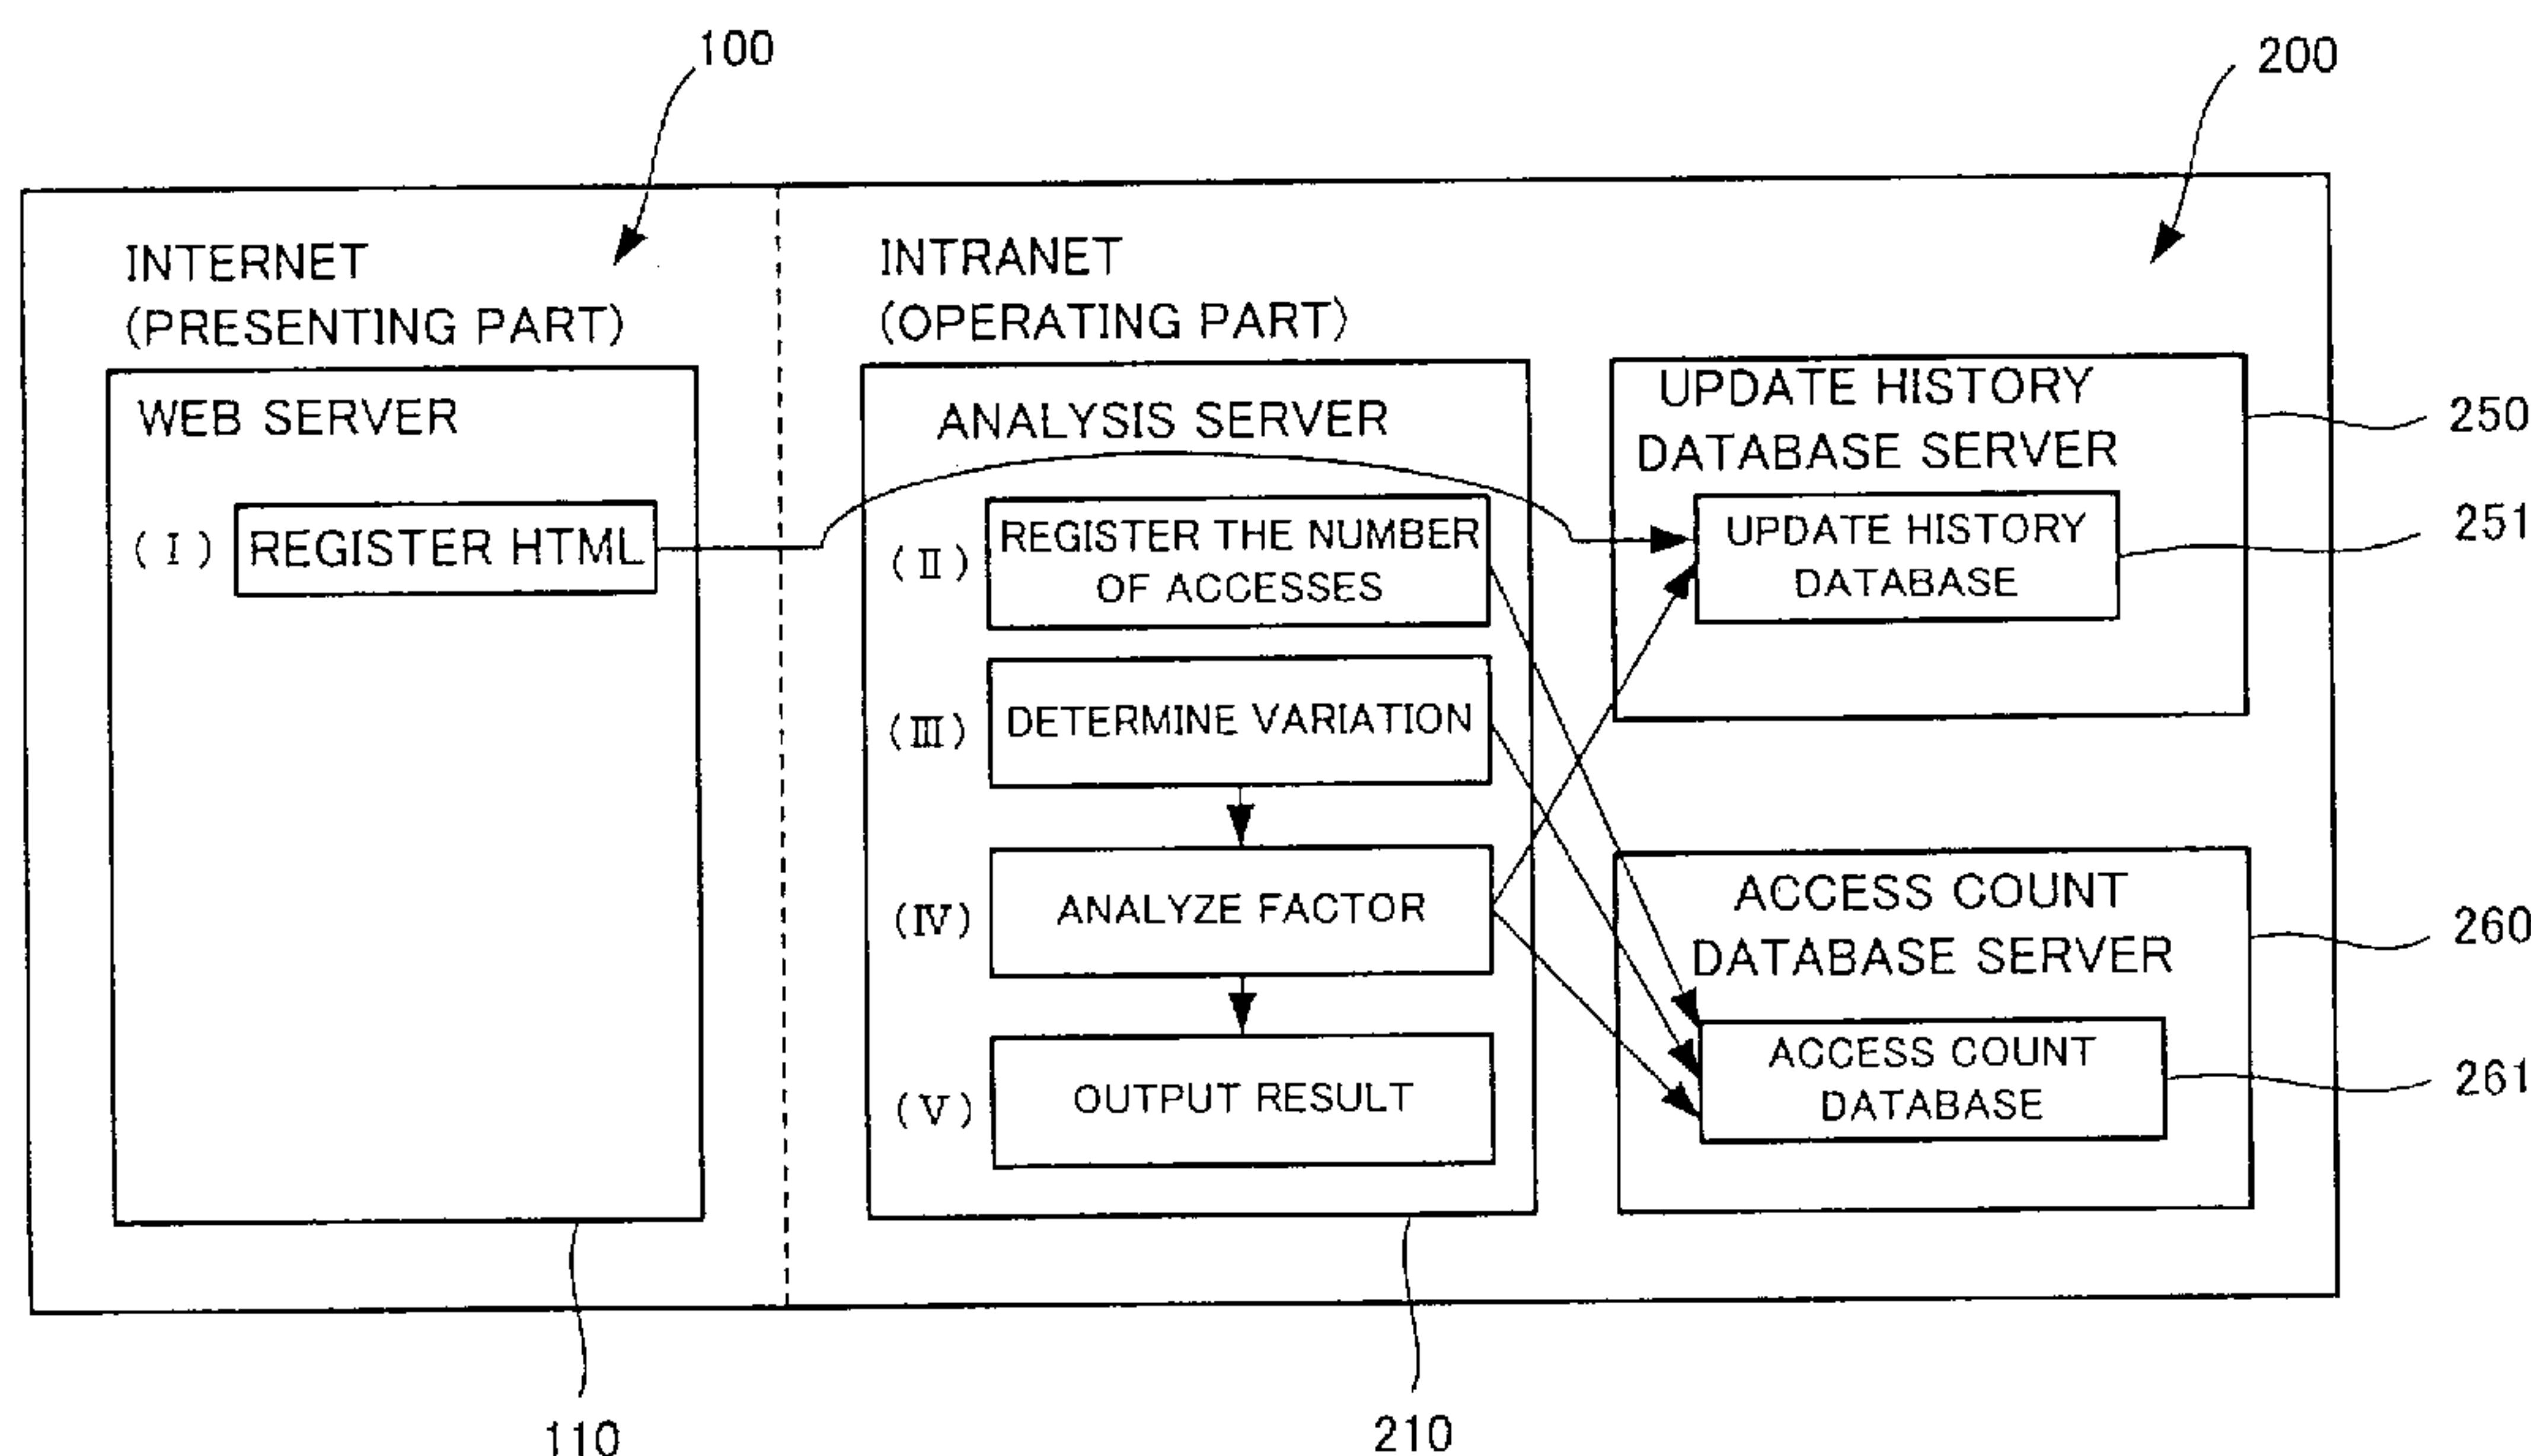 100
200
INTERNET
(PRESENTING PART)
WEB SERVER
(Ⅰ)
REGISTER HTML
110
INTRANET
(OPERATING PART)
ANALYSIS SERVER
(Ⅱ)
REGISTER THE NUMBER
OF ACCESSES
(Ⅲ)
DETERMINE VARIATION
(Ⅳ)
ANALYZE FACTOR
(Ⅴ)
OUTPUT RESULT
210
UPDATE HISTORY
DATABASE SERVER
250
UPDATE HISTORY
DATABASE
251
ACCESS COUNT
DATABASE SERVER
260
ACCESS COUNT
DATABASE
261